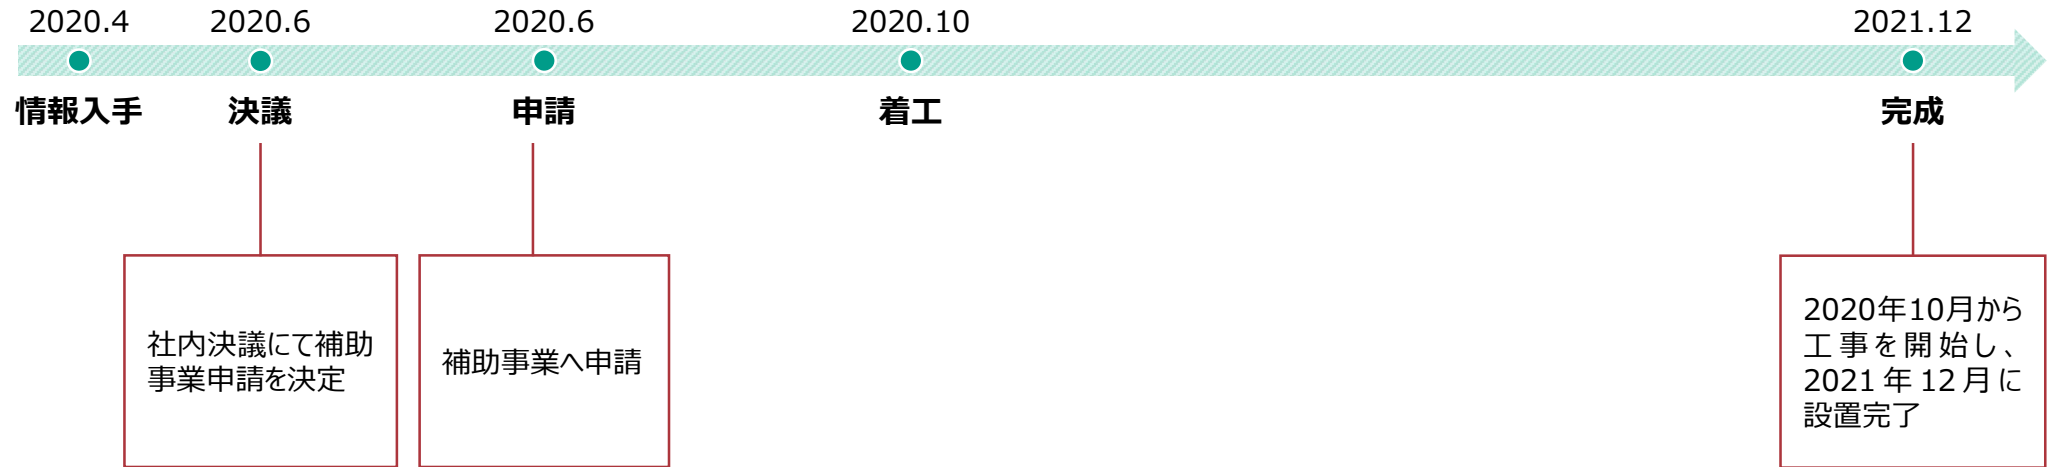 2020.4
2020.6
2020.6
2020.10
2021.12
情報入手
決議
申請
着工
完成
社内決議にて補助
事業申請を決定
補助事業へ申請
2020年10月から
工事を開始し、
2021年12月に
設置完了